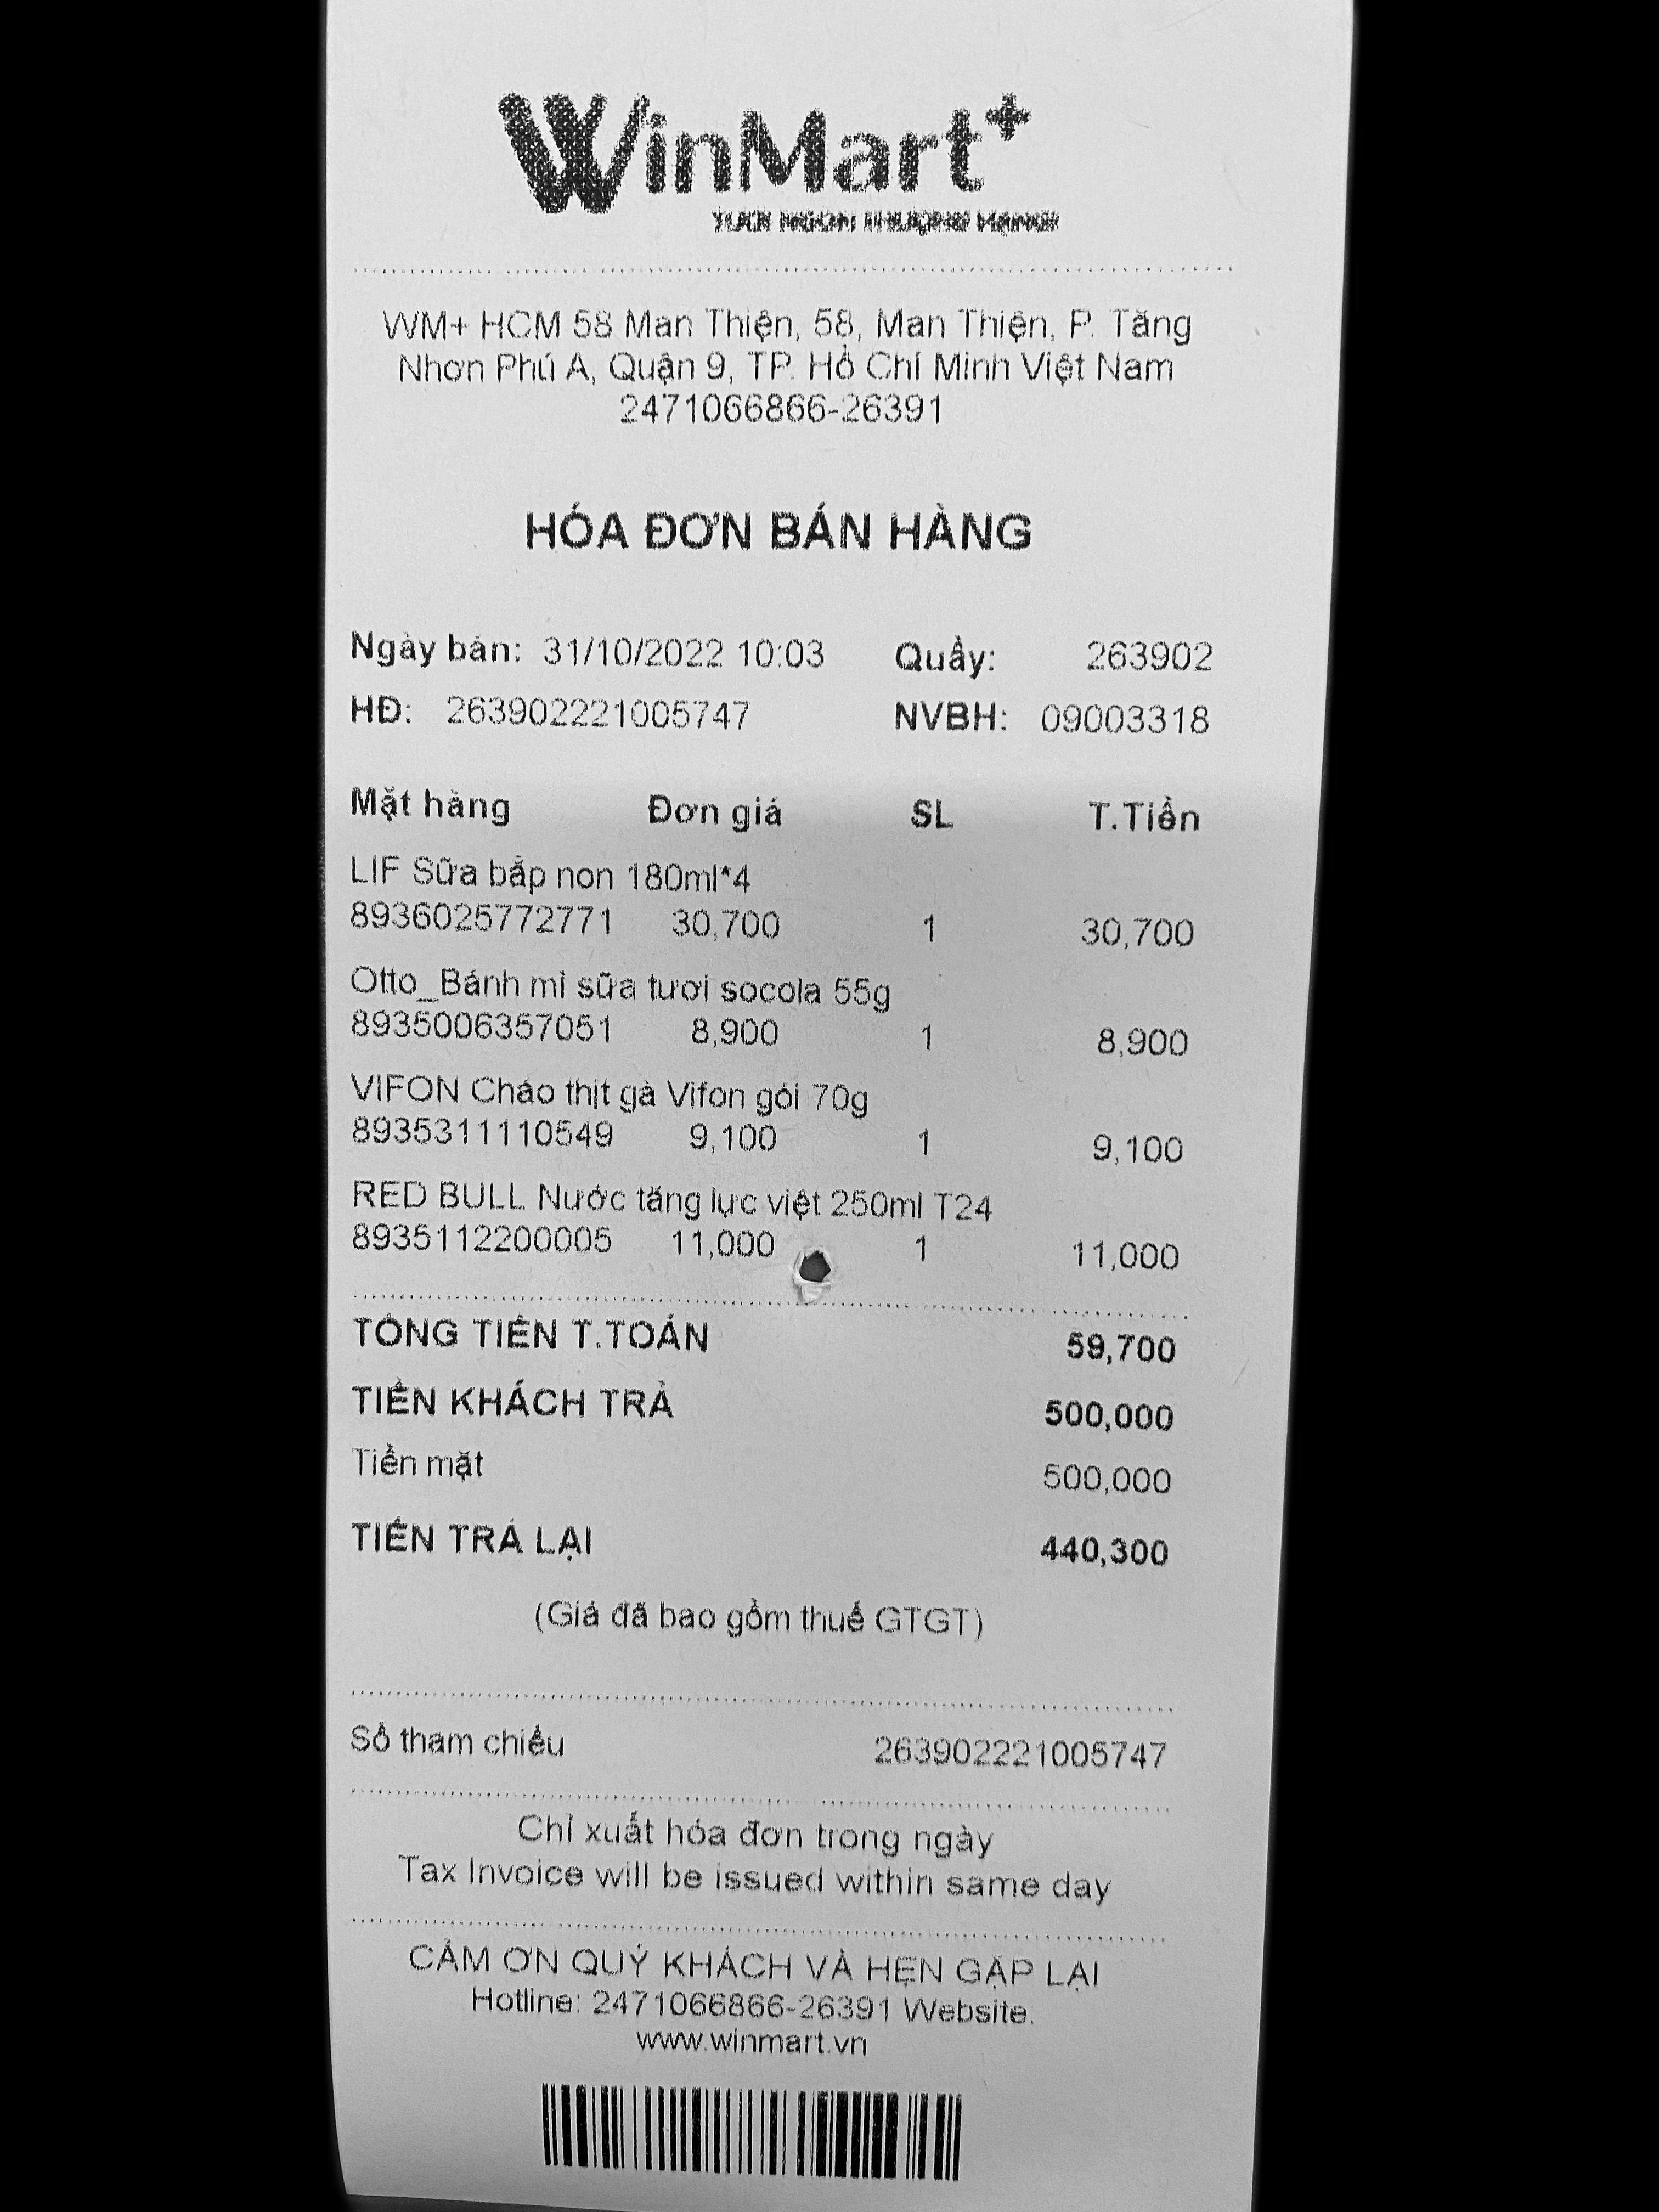 WinMart+
TƯƠI NGON THƯỢNG HẠNG!
WM+ HCM 58 Man Thiện, 58, Man Thiện, P. Tăng
Nhơn Phú A, Quận 9, TP. Hồ Chí Minh Việt Nam
2471066866-26391
HÓA ĐƠN BÁN HÀNG
Ngày bán: 31/10/2022 10:03 Quầy: 263902
HĐ: 263902221005747 NVBH: 09003318
Mặt hàng Đơn giá SL T.Tiền
LIF Sữa bắp non 180ml*4
8936025772771 30,700 1 30,700
Otto_Bánh mì sữa tươi socola 55g
8935006357051 8,900 1 8,900
VIFON Cháo thịt gà Vifon gói 70g
8935311110549 9,100 1 9,100
RED BULL Nước tăng lực việt 250ml T24
8935112200005 11,000 1 11,000
TỔNG TIỀN T.TOÁN 59,700
TIỀN KHÁCH TRẢ 500,000
Tiền mặt 500,000
TIỀN TRẢ LẠI 440,300
(Giá đã bao gồm thuế GTGT)
Số tham chiếu 263902221005747
Chỉ xuất hóa đơn trong ngày
Tax Invoice will be issued within same day
CẢM ƠN QUÝ KHÁCH VÀ HẸN GẶP LẠI
Hotline: 2471066866-26391 Website:
www.winmart.vn